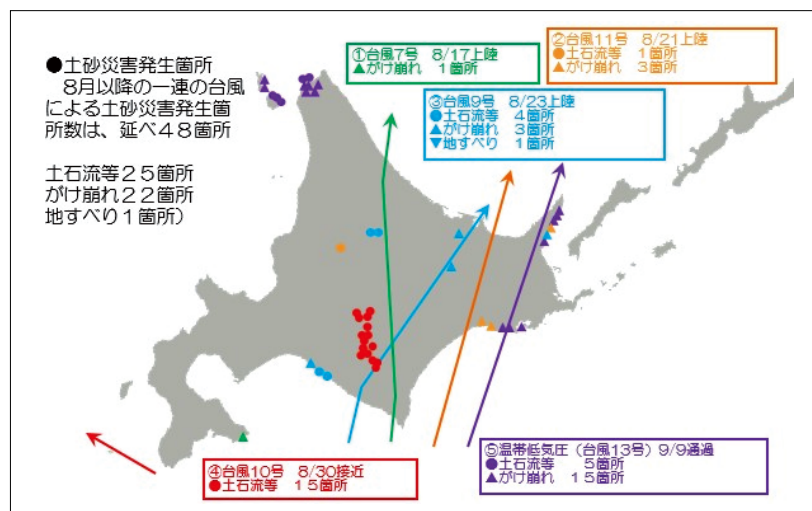 ●土砂災害発生箇所
8月以降の一連の台風
による土砂災害発生箇
所数は、延べ48箇所
土石流等25箇所
がけ崩れ22箇所
地すべり1箇所)
①台風7号 8/17上陸
▲がけ崩れ 1箇所
②台風11号 8/21上陸
●土石流等 1箇所
▲がけ崩れ 3箇所
③台風9号 8/23上陸
●土石流等 4箇所
▲がけ崩れ 3箇所
▼地すべり 1箇所
④台風10号 8/30接近
●土石流等 15箇所
⑤温帯低気圧(台風13号)9/9通過
●土石流等 5箇所
▲がけ崩れ 15箇所